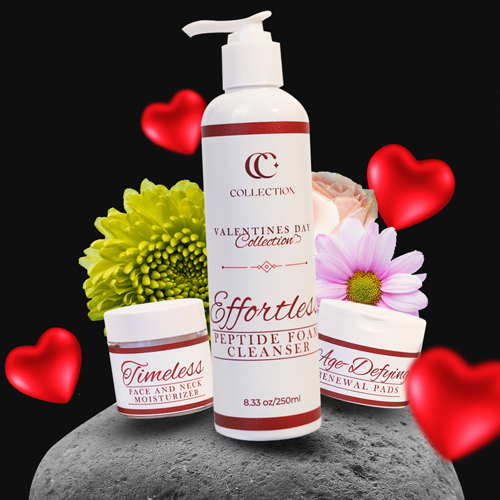 CC
COLLECTION
VALENTINES DAY
Collection
Effortless
PEPTIDE FOAM
CLEANSER
8.33 oz/250ml
Timeless
FACE AND NECK
MOISTURIZER
Age-Defying
RENEWAL PADS